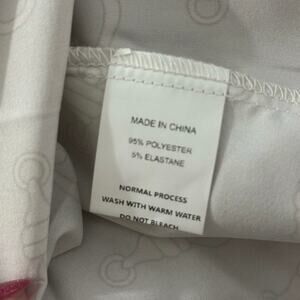 MADE IN CHINA
95% POLYESTER
5% ELASTANE
NORMAL PROCESS
WASH WITH WARM WATER
DO NOT BLEACH